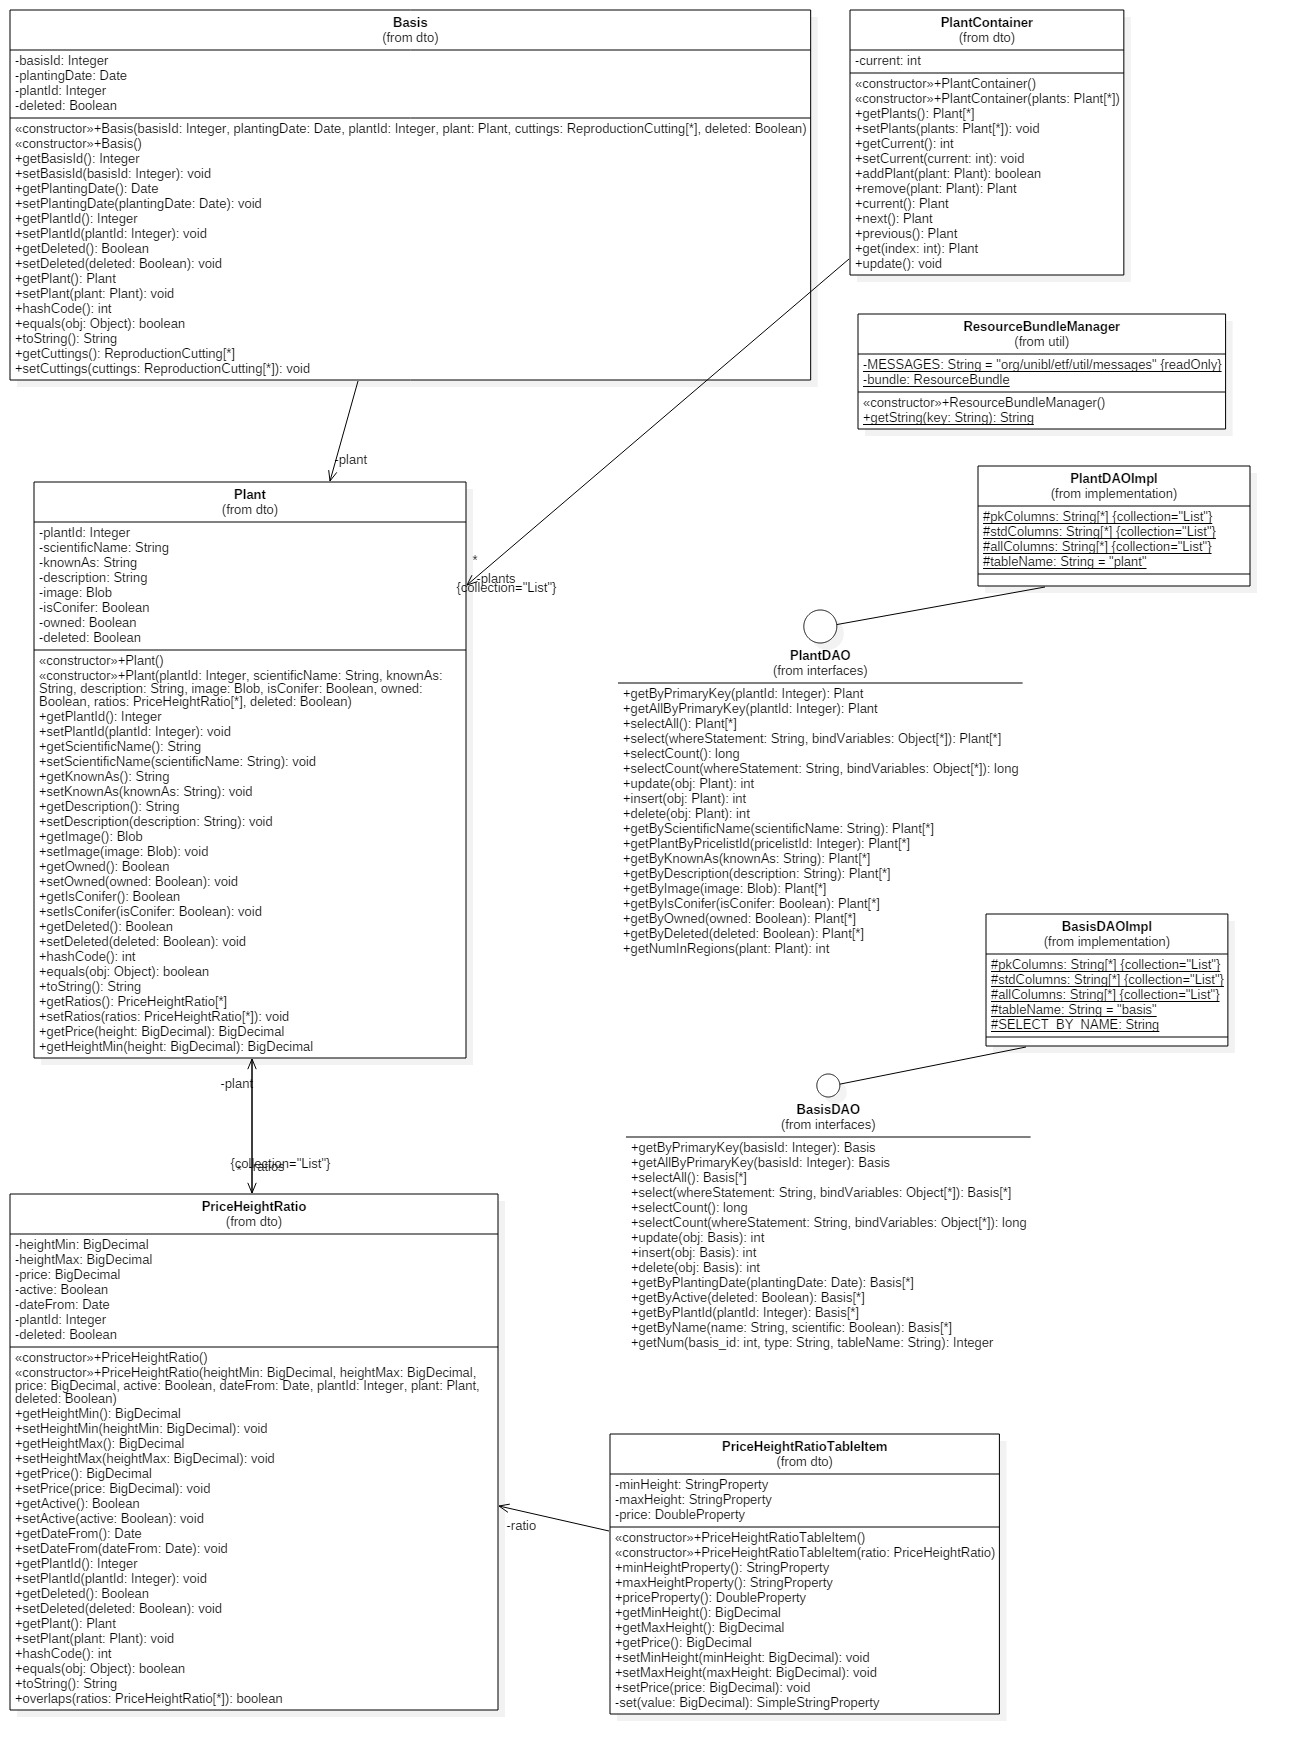 Basis
(from dto)
-basisId: Integer
-plantingDate: Date
-plantId: Integer
-deleted: Boolean
«constructor»+Basis(basisId: Integer, plantingDate: Date, plantId: Integer, plant: Plant, cuttings: ReproductionCutting[*], deleted: Boolean)
«constructor»+Basis()
+getBasisId(): Integer
+setBasisId(basisId: Integer): void
+getPlantingDate(): Date
+setPlantingDate(plantingDate: Date): void
+getPlantId(): Integer
+setPlantId(plantId: Integer): void
+getDeleted(): Boolean
+setDeleted(deleted: Boolean): void
+getPlant(): Plant
+setPlant(plant: Plant): void
+hashCode(): int
+equals(obj: Object): boolean
+toString(): String
+getCuttings(): ReproductionCutting[*]
+setCuttings(cuttings: ReproductionCutting[*]): void
PlantContainer
(from dto)
-current: int
«constructor»+PlantContainer()
«constructor»+PlantContainer(plants: Plant[*])
+getPlants(): Plant[*]
+setPlants(plants: Plant[*]): void
+getCurrent(): int
+setCurrent(current: int): void
+addPlant(plant: Plant): boolean
+remove(plant: Plant): Plant
+current(): Plant
+next(): Plant
+previous(): Plant
+get(index: int): Plant
+update(): void
ResourceBundleManager
(from util)
-MESSAGES: String = "org/unibl/etf/util/messages" {readOnly}
-bundle: ResourceBundle
«constructor»+ResourceBundleManager()
+getString(key: String): String
-plant
*
-plants
{collection="List"}
Plant
(from dto)
-plantId: Integer
-scientificName: String
-knownAs: String
-description: String
-image: Blob
-isConifer: Boolean
-owned: Boolean
-deleted: Boolean
«constructor»+Plant()
«constructor»+Plant(plantId: Integer, scientificName: String, knownAs:
String, description: String, image: Blob, isConifer: Boolean, owned:
Boolean, ratios: PriceHeightRatio[*], deleted: Boolean)
+getPlantId(): Integer
+setPlantId(plantId: Integer): void
+getScientificName(): String
+setScientificName(scientificName: String): void
+getKnownAs(): String
+setKnownAs(knownAs: String): void
+getDescription(): String
+setDescription(description: String): void
+getImage(): Blob
+setImage(image: Blob): void
+getOwned(): Boolean
+setOwned(owned: Boolean): void
+getIsConifer(): Boolean
+setIsConifer(isConifer: Boolean): void
+getDeleted(): Boolean
+setDeleted(deleted: Boolean): void
+hashCode(): int
+equals(obj: Object): boolean
+toString(): String
+getRatios(): PriceHeightRatio[*]
+setRatios(ratios: PriceHeightRatio[*]): void
+getPrice(height: BigDecimal): BigDecimal
+getHeightMin(height: BigDecimal): BigDecimal
PlantDAOImpl
(from implementation)
#pkColumns: String[*] {collection="List"}
#stdColumns: String[*] {collection="List"}
#allColumns: String[*] {collection="List"}
#tableName: String = "plant"
PlantDAO
(from interfaces)
+getByPrimaryKey(plantId: Integer): Plant
+getAllByPrimaryKey(plantId: Integer): Plant
+selectAll(): Plant[*]
+select(whereStatement: String, bindVariables: Object[*]): Plant[*]
+selectCount(): long
+selectCount(whereStatement: String, bindVariables: Object[*]): long
+update(obj: Plant): int
+insert(obj: Plant): int
+delete(obj: Plant): int
+getByScientificName(scientificName: String): Plant[*]
+getPlantByPricelistId(pricelistId: Integer): Plant[*]
+getByKnownAs(knownAs: String): Plant[*]
+getByDescription(description: String): Plant[*]
+getByImage(image: Blob): Plant[*]
+getByIsConifer(isConifer: Boolean): Plant[*]
+getByOwned(owned: Boolean): Plant[*]
+getByDeleted(deleted: Boolean): Plant[*]
+getNumInRegions(plant: Plant): int
BasisDAOImpl
(from implementation)
#pkColumns: String[*] {collection="List"}
#stdColumns: String[*] {collection="List"}
#allColumns: String[*] {collection="List"}
#tableName: String = "basis"
#SELECT_BY_NAME: String
BasisDAO
(from interfaces)
+getByPrimaryKey(basisId: Integer): Basis
+getAllByPrimaryKey(basisId: Integer): Basis
+selectAll(): Basis[*]
+select(whereStatement: String, bindVariables: Object[*]): Basis[*]
+selectCount(): long
+selectCount(whereStatement: String, bindVariables: Object[*]): long
+update(obj: Basis): int
+insert(obj: Basis): int
+delete(obj: Basis): int
+getByPlantingDate(plantingDate: Date): Basis[*]
+getByActive(deleted: Boolean): Basis[*]
+getByPlantId(plantId: Integer): Basis[*]
+getByName(name: String, scientific: Boolean): Basis[*]
+getNum(basis_id: int, type: String, tableName: String): Integer
-plant
{collection="List"}
* -ratios
PriceHeightRatio
(from dto)
-heightMin: BigDecimal
-heightMax: BigDecimal
-price: BigDecimal
-active: Boolean
-dateFrom: Date
-plantId: Integer
-deleted: Boolean
«constructor»+PriceHeightRatio()
«constructor»+PriceHeightRatio(heightMin: BigDecimal, heightMax: BigDecimal,
price: BigDecimal, active: Boolean, dateFrom: Date, plantId: Integer, plant: Plant,
deleted: Boolean)
+getHeightMin(): BigDecimal
+setHeightMin(heightMin: BigDecimal): void
+getHeightMax(): BigDecimal
+setHeightMax(heightMax: BigDecimal): void
+getPrice(): BigDecimal
+setPrice(price: BigDecimal): void
+getActive(): Boolean
+setActive(active: Boolean): void
+getDateFrom(): Date
+setDateFrom(dateFrom: Date): void
+getPlantId(): Integer
+setPlantId(plantId: Integer): void
+getDeleted(): Boolean
+setDeleted(deleted: Boolean): void
+getPlant(): Plant
+setPlant(plant: Plant): void
+hashCode(): int
+equals(obj: Object): boolean
+toString(): String
+overlaps(ratios: PriceHeightRatio[*]): boolean
-ratio
PriceHeightRatioTableItem
(from dto)
-minHeight: StringProperty
-maxHeight: StringProperty
-price: DoubleProperty
«constructor»+PriceHeightRatioTableItem()
«constructor»+PriceHeightRatioTableItem(ratio: PriceHeightRatio)
+minHeightProperty(): StringProperty
+maxHeightProperty(): StringProperty
+priceProperty(): DoubleProperty
+getMinHeight(): BigDecimal
+getMaxHeight(): BigDecimal
+getPrice(): BigDecimal
+setMinHeight(minHeight: BigDecimal): void
+setMaxHeight(maxHeight: BigDecimal): void
+setPrice(price: BigDecimal): void
-set(value: BigDecimal): SimpleStringProperty